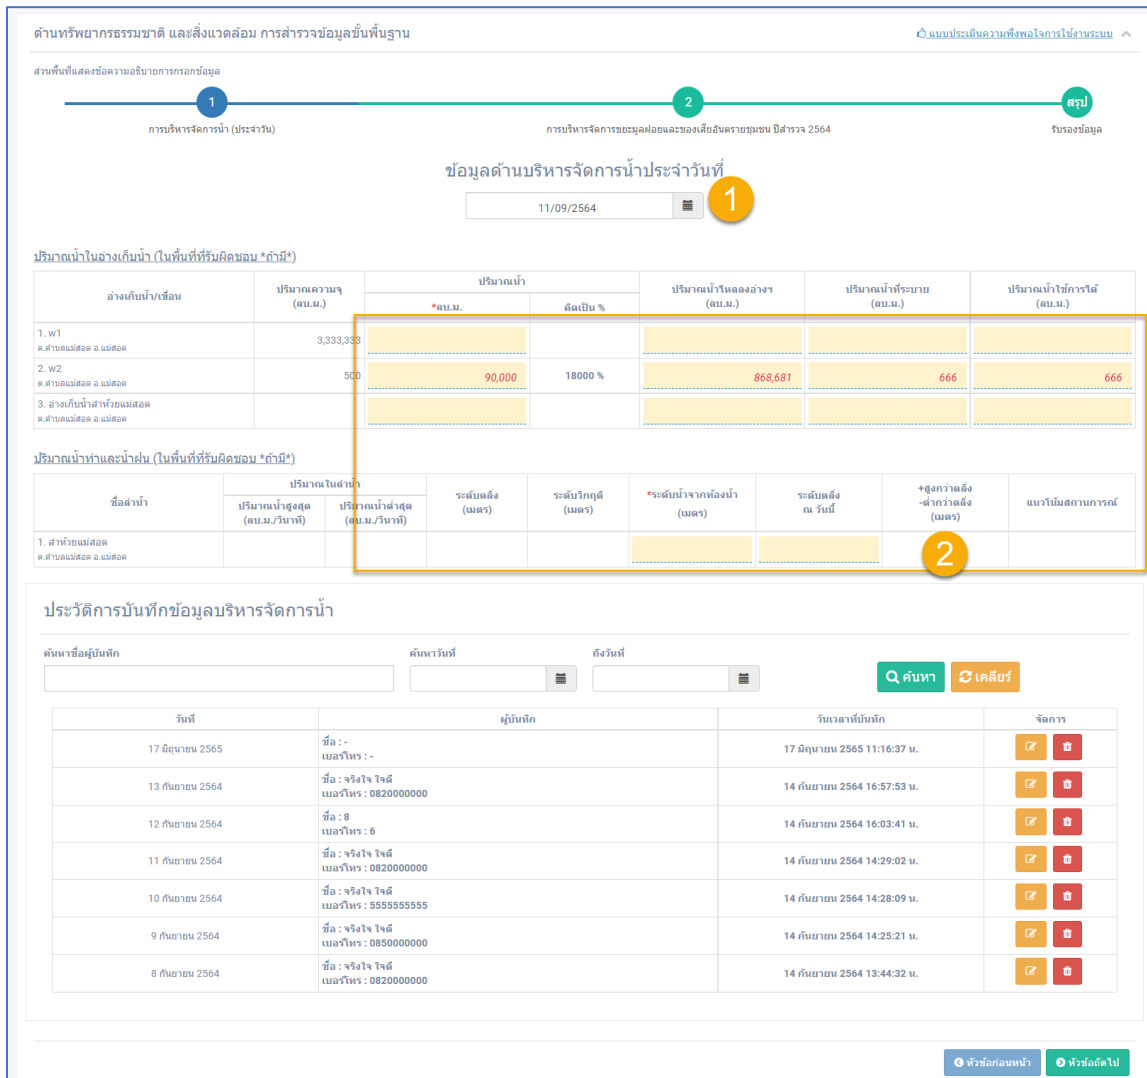 ด้านทรัพยากรธรรมชาติ และสิ่งแวดล้อม การสำรวจข้อมูลขั้นพื้นฐาน
แบบประเมินความพึงพอใจการใช้งานระบบ
ส่วนพื้นที่แสดงข้อความอธิบายการกรอกข้อมูล
1 2 สรุป
การบริหารจัดการน้ำ (ประจำวัน) การบริหารจัดการขยะมูลฝอยและของเสียอันตรายชุมชน ปีสำรวจ 2564 รับรองข้อมูล
ข้อมูลด้านบริหารจัดการน้ำประจำวันที่
11/09/2564 1
ปริมาณน้ำในอ่างเก็บน้ำ (ในพื้นที่ที่รับผิดชอบ *ถ้ามี*)
อ่างเก็บน้ำ/เขื่อน ปริมาณความจุ (ลบ.ม.) ปริมาณน้ำ ปริมาณน้ำไหลลงอ่างฯ (ลบ.ม.) ปริมาณน้ำที่ระบาย (ลบ.ม.) ปริมาณน้ำใช้การได้ (ลบ.ม.)
*ลบ.ม. คิดเป็น %
1. w1 3,333,333
ต.ตำบลแม่สอด อ.แม่สอด
2. w2 500 90,000 18000 % 868,681 666 666
ต.ตำบลแม่สอด อ.แม่สอด
3. อ่างเก็บน้ำลำห้วยแม่สอด
ต.ตำบลแม่สอด อ.แม่สอด
ปริมาณน้ำท่าและน้ำฝน (ในพื้นที่ที่รับผิดชอบ *ถ้ามี*)
ชื่อลำน้ำ ปริมาณในลำน้ำ ระดับตลิ่ง (เมตร) ระดับวิกฤติ (เมตร) *ระดับน้ำจากท้องน้ำ (เมตร) ระดับตลิ่ง ณ วันนี้ +สูงกว่าตลิ่ง -ต่ำกว่าตลิ่ง (เมตร) แนวโน้มสถานการณ์
ปริมาณน้ำสูงสุด (ลบ.ม./วินาที) ปริมาณน้ำต่ำสุด (ลบ.ม./วินาที)
1. ลำห้วยแม่สอด
ต.ตำบลแม่สอด อ.แม่สอด
2
ประวัติการบันทึกข้อมูลบริหารจัดการน้ำ
ค้นหาชื่อผู้บันทึก ค้นหาวันที่ ถึงวันที่
ค้นหา เคลียร์
วันที่ ผู้บันทึก วันเวลาที่บันทึก จัดการ
17 มิถุนายน 2565 ชื่อ : - 17 มิถุนายน 2565 11:16:37 น.
เบอร์โทร : -
13 กันยายน 2564 ชื่อ : จริงใจ ใจดี 14 กันยายน 2564 16:57:53 น.
เบอร์โทร : 0820000000
12 กันยายน 2564 ชื่อ : 8 14 กันยายน 2564 16:03:41 น.
เบอร์โทร : 6
11 กันยายน 2564 ชื่อ : จริงใจ ใจดี 14 กันยายน 2564 14:29:02 น.
เบอร์โทร : 0820000000
10 กันยายน 2564 ชื่อ : จริงใจ ใจดี 14 กันยายน 2564 14:28:09 น.
เบอร์โทร : 5555555555
9 กันยายน 2564 ชื่อ : จริงใจ ใจดี 14 กันยายน 2564 14:25:21 น.
เบอร์โทร : 0850000000
8 กันยายน 2564 ชื่อ : จริงใจ ใจดี 14 กันยายน 2564 13:44:32 น.
เบอร์โทร : 0820000000
หัวข้อก่อนหน้า หัวข้อถัดไป